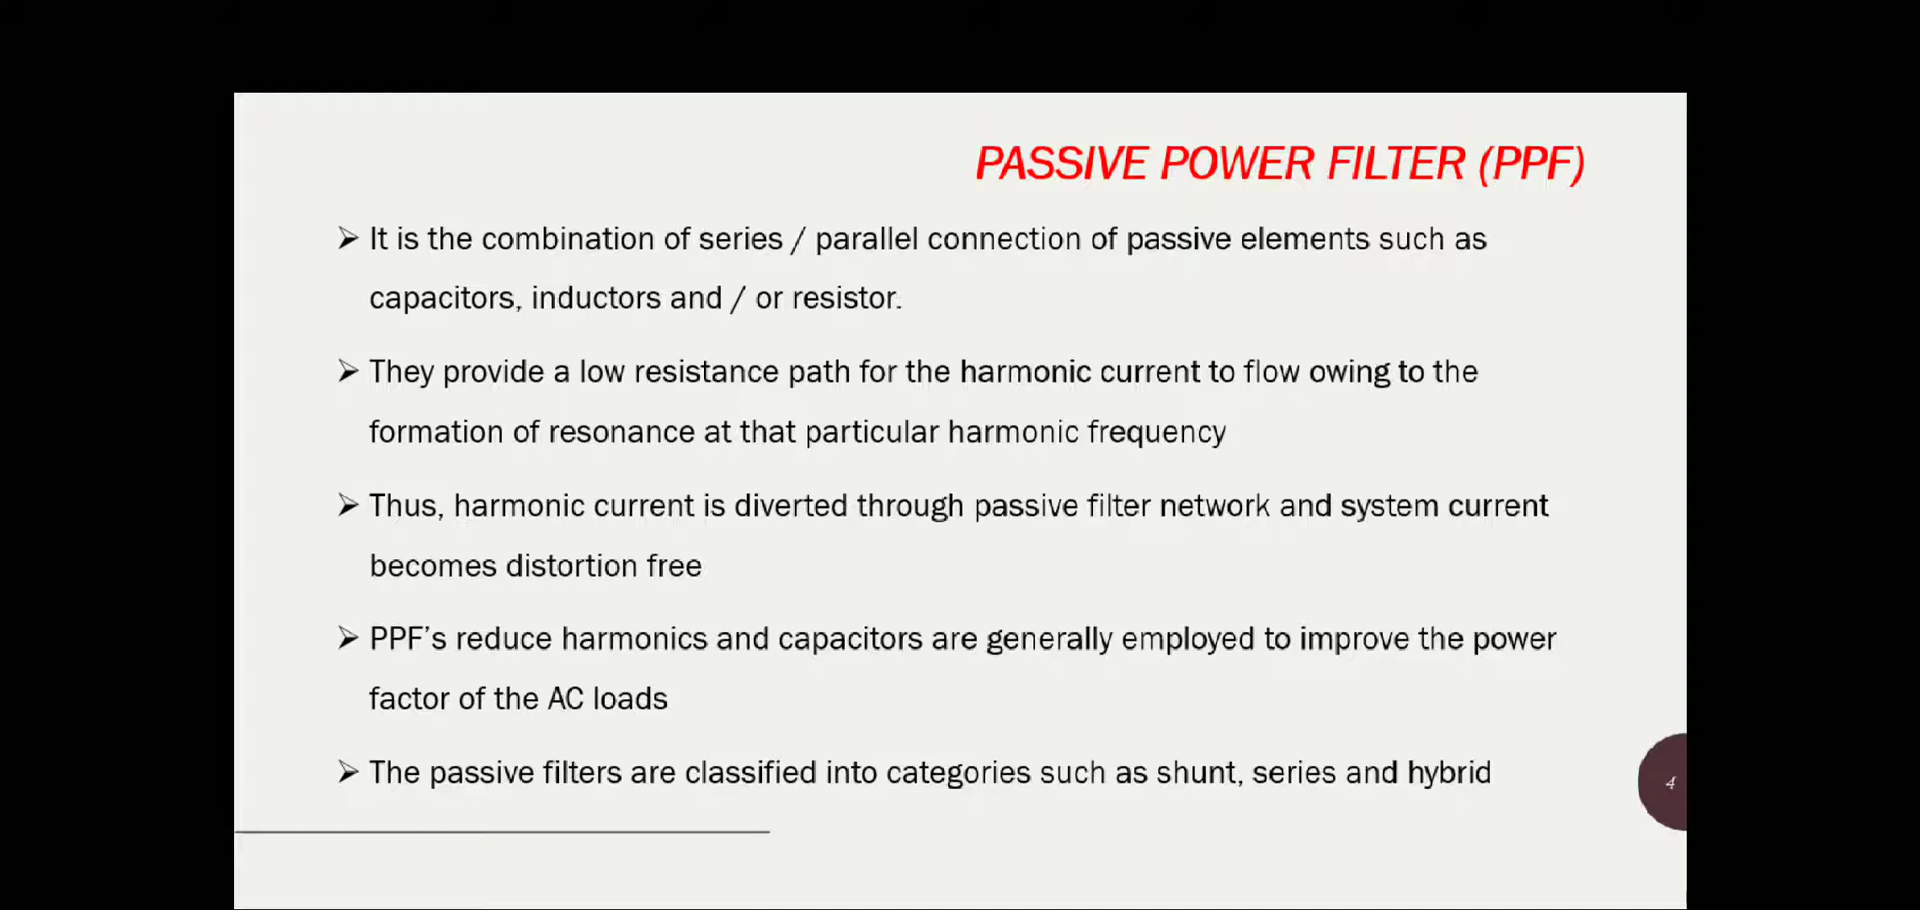 PASSIVE POWER FILTER (PPF)
➢ It is the combination of series / parallel connection of passive elements such as
capacitors, inductors and / or resistor.
➢ They provide a low resistance path for the harmonic current to flow owing to the
formation of resonance at that particular harmonic frequency
➢ Thus, harmonic current is diverted through passive filter network and system current
becomes distortion free
➢ PPF’s reduce harmonics and capacitors are generally employed to improve the power
factor of the AC loads
➢ The passive filters are classified into categories such as shunt, series and hybrid
4